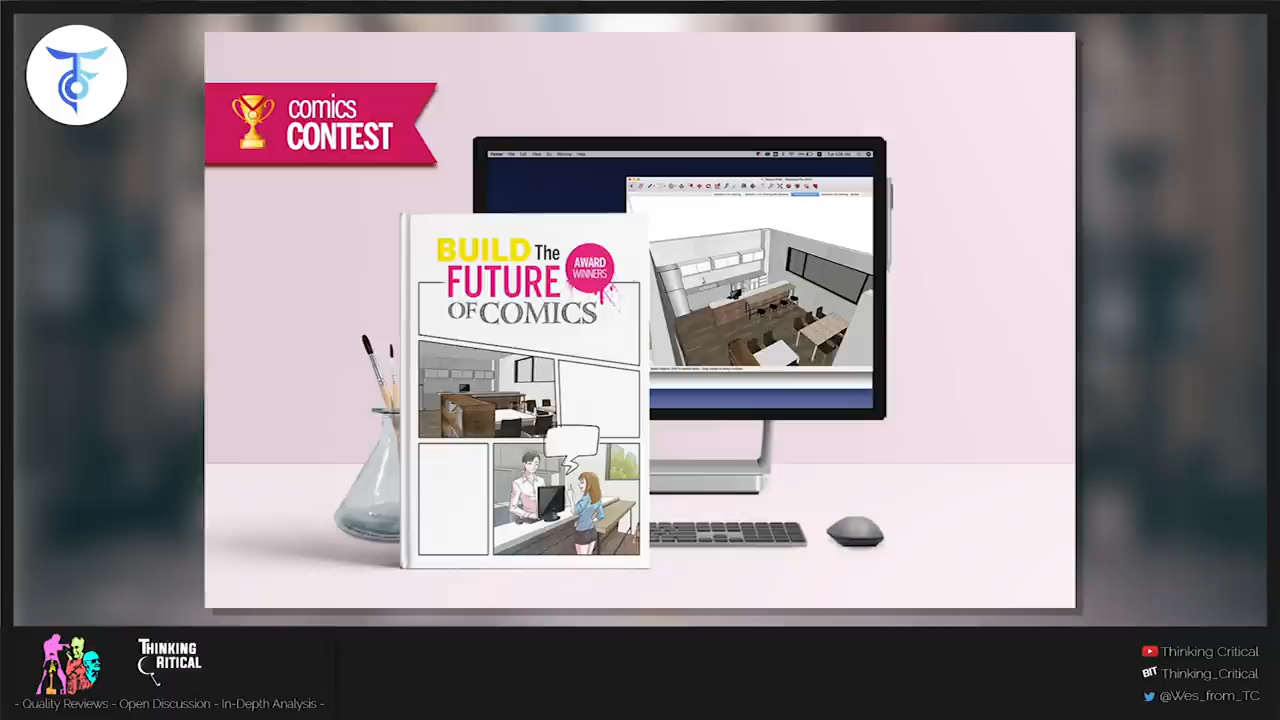 comics
CONTEST
BUILD The
FUTURE
OF COMICS
AWARD
WINNERS
THINKING
CRITICAL
- Quality Reviews - Open Discussion - In-Depth Analysis -
Thinking Critical
BIT Thinking_Critical
@Wes_from_TC